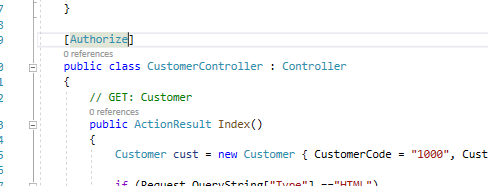 }
[Authorize]
0 references
public class CustomerController : Controller
{
// GET: Customer
0 references
public ActionResult Index()
{
Customer cust = new Customer { CustomerCode = "1000", Cust
if (Request.QueryString["Type"] =="HTML")